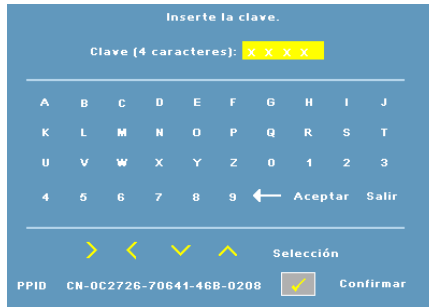 Inserte la clave.
Clave (4 caracteres): x x x x
A B C D E F G H I J
K L M N O P Q R S T
U V W X Y Z 0 1 2 3
4 5 6 7 8 9 ← Aceptar Salir
Selección
PPID CN-0C2726-70641-46B-0208 Confirmar